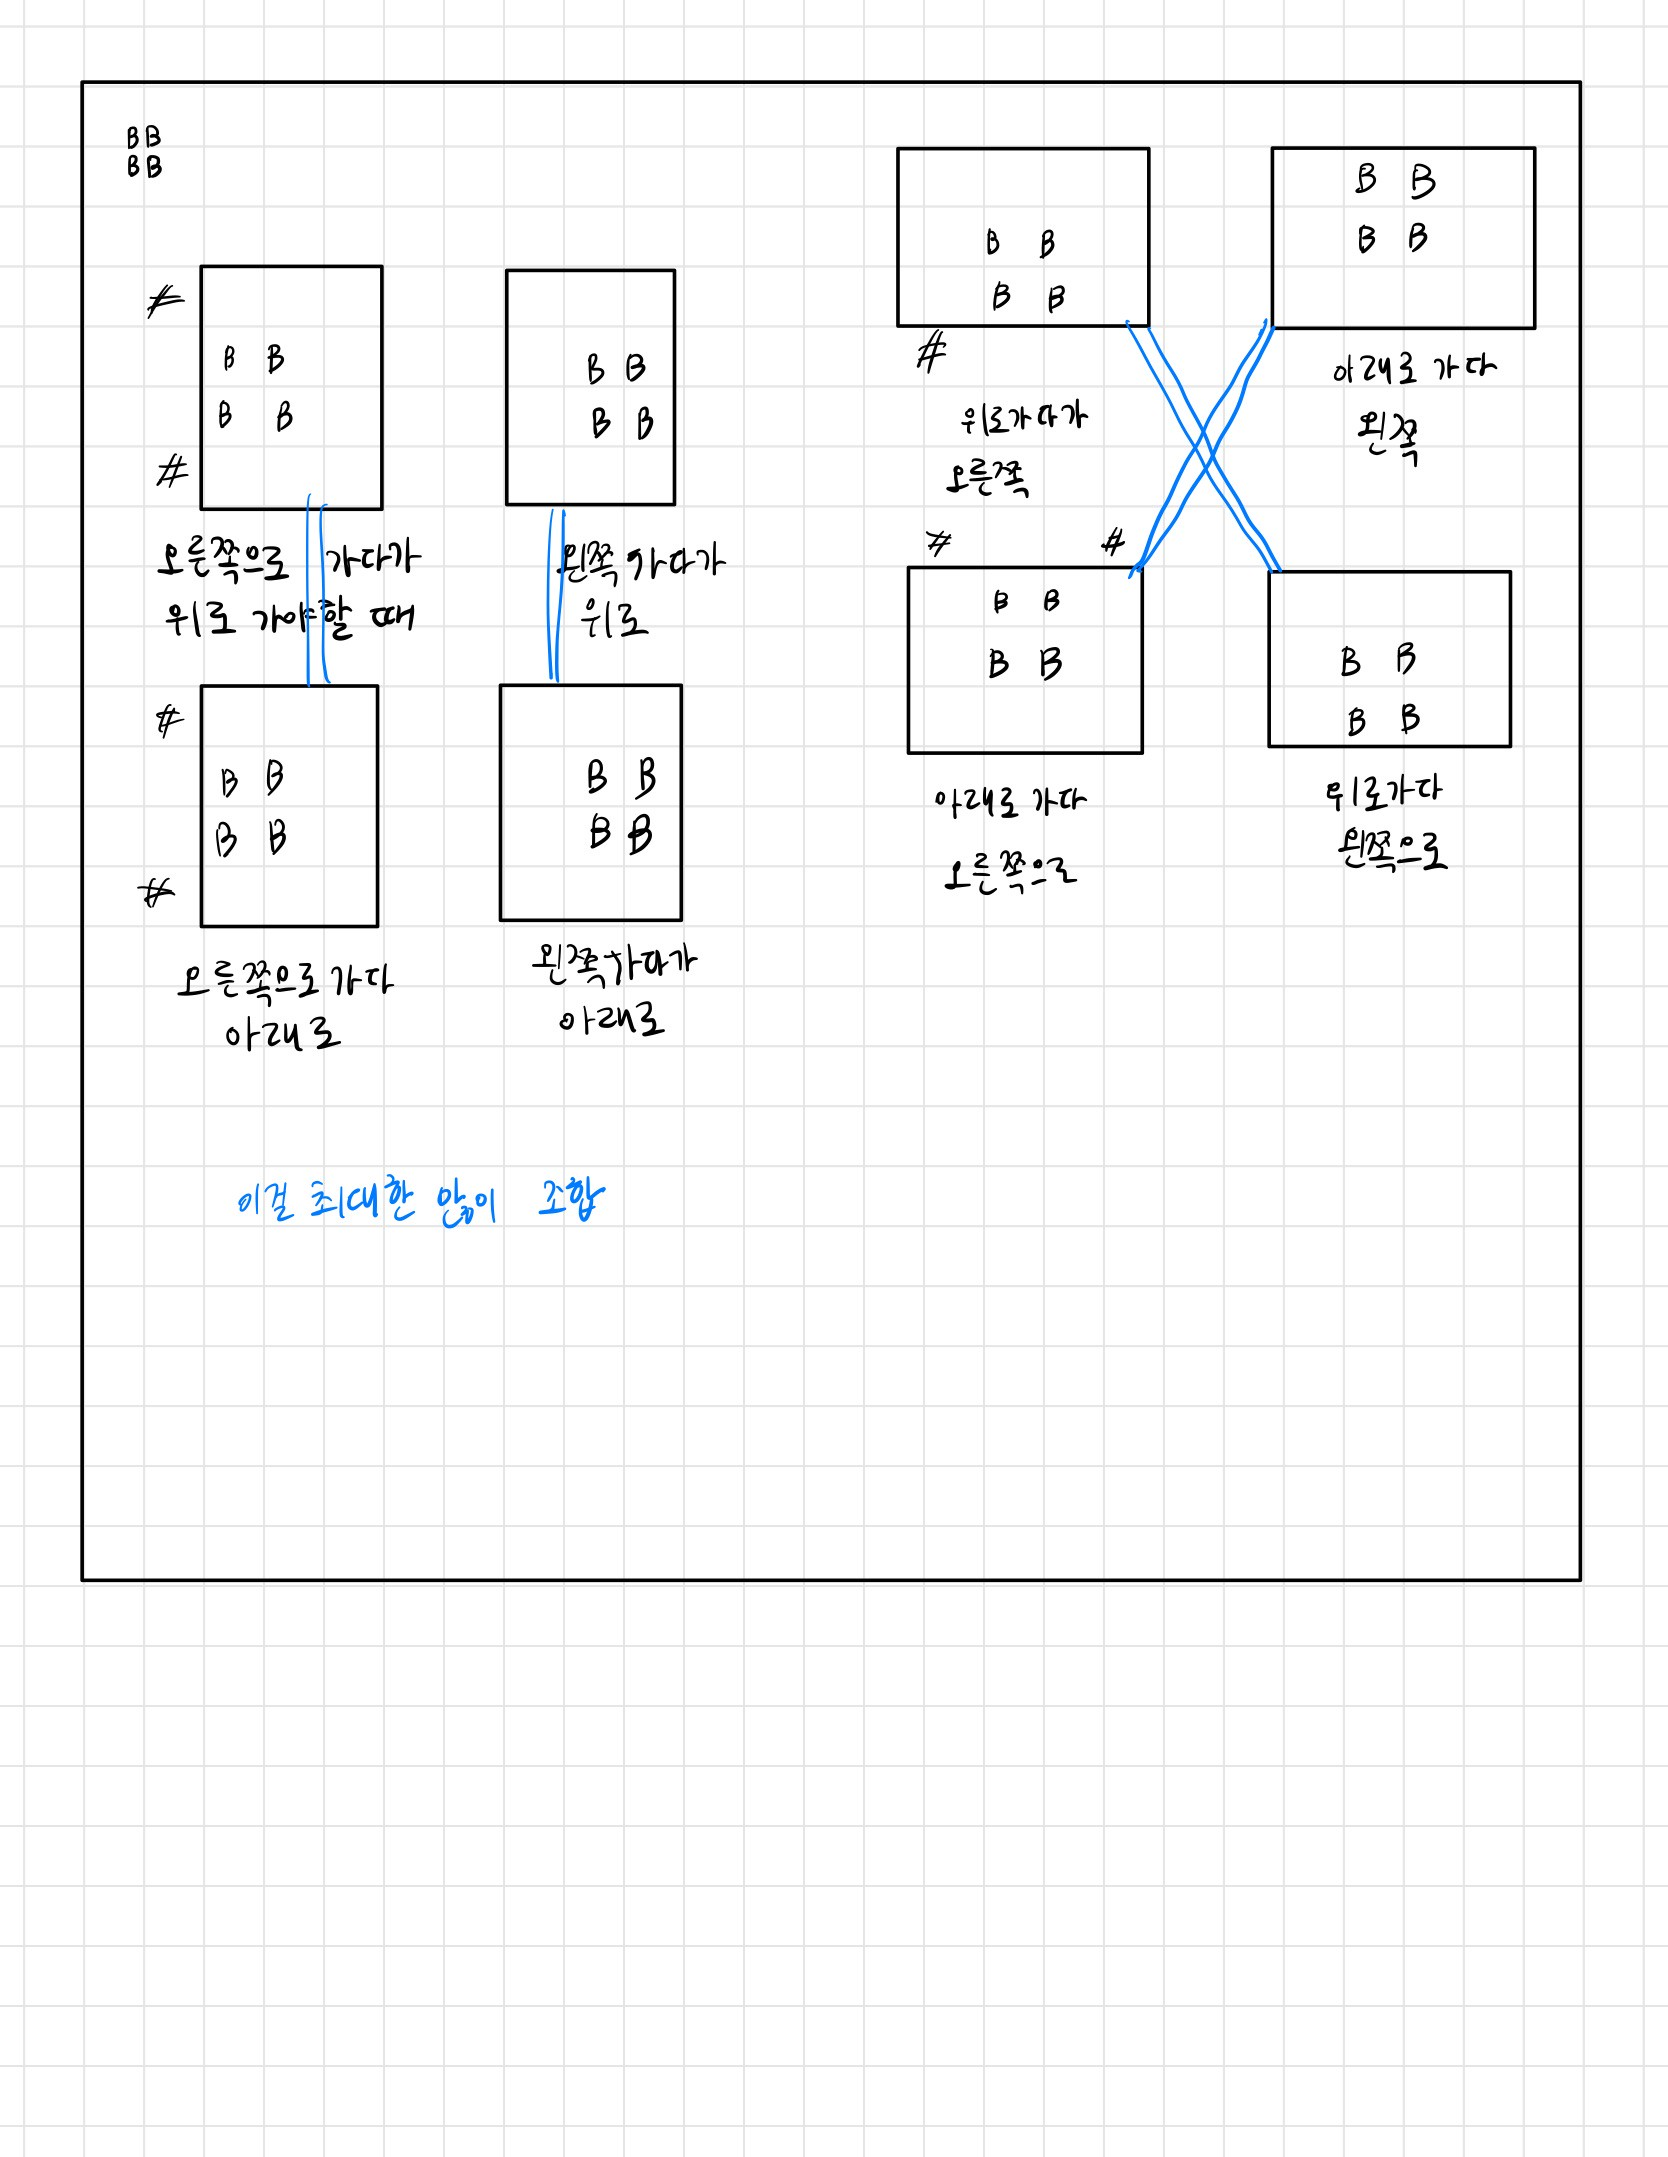 BB
BB
#
B B
B B
#
오른쪽으로 가다가
위로 가야할 때
B B
B B
왼쪽 가다가
위로
B B
B B
#
위로가다가
오른쪽
B B
B B
아래로 가다
왼쪽
#
B B
B B
#
오른쪽으로 가다
아래로
B B
B B
왼쪽가다가
아래로
# #
B B
B B
아래로 가다
오른쪽으로
B B
B B
위로가다
왼쪽으로
이걸 최대한 많이 조합